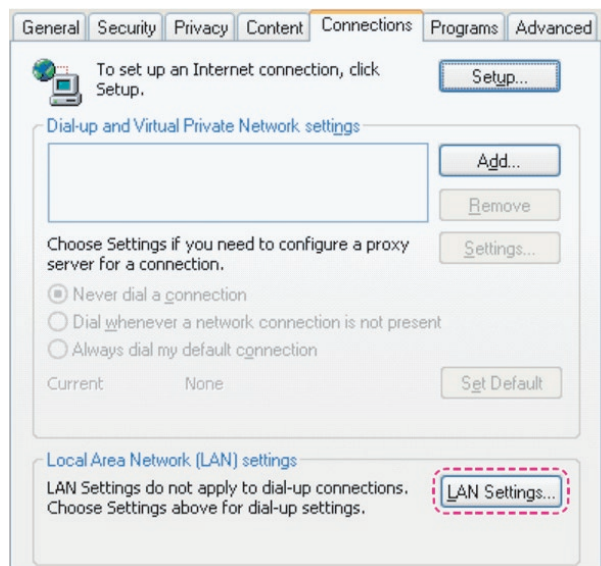 General Security Privacy Content Connections Programs Advanced
To set up an Internet connection, click
Setup.
Setup...
Dial-up and Virtual Private Network settings
Add...
Remove
Choose Settings if you need to configure a proxy
server for a connection.
Settings...
Never dial a connection
Dial whenever a network connection is not present
Always dial my default connection
Current None
Set Default
Local Area Network (LAN) settings
LAN Settings do not apply to dial-up connections.
Choose Settings above for dial-up settings.
LAN Settings...